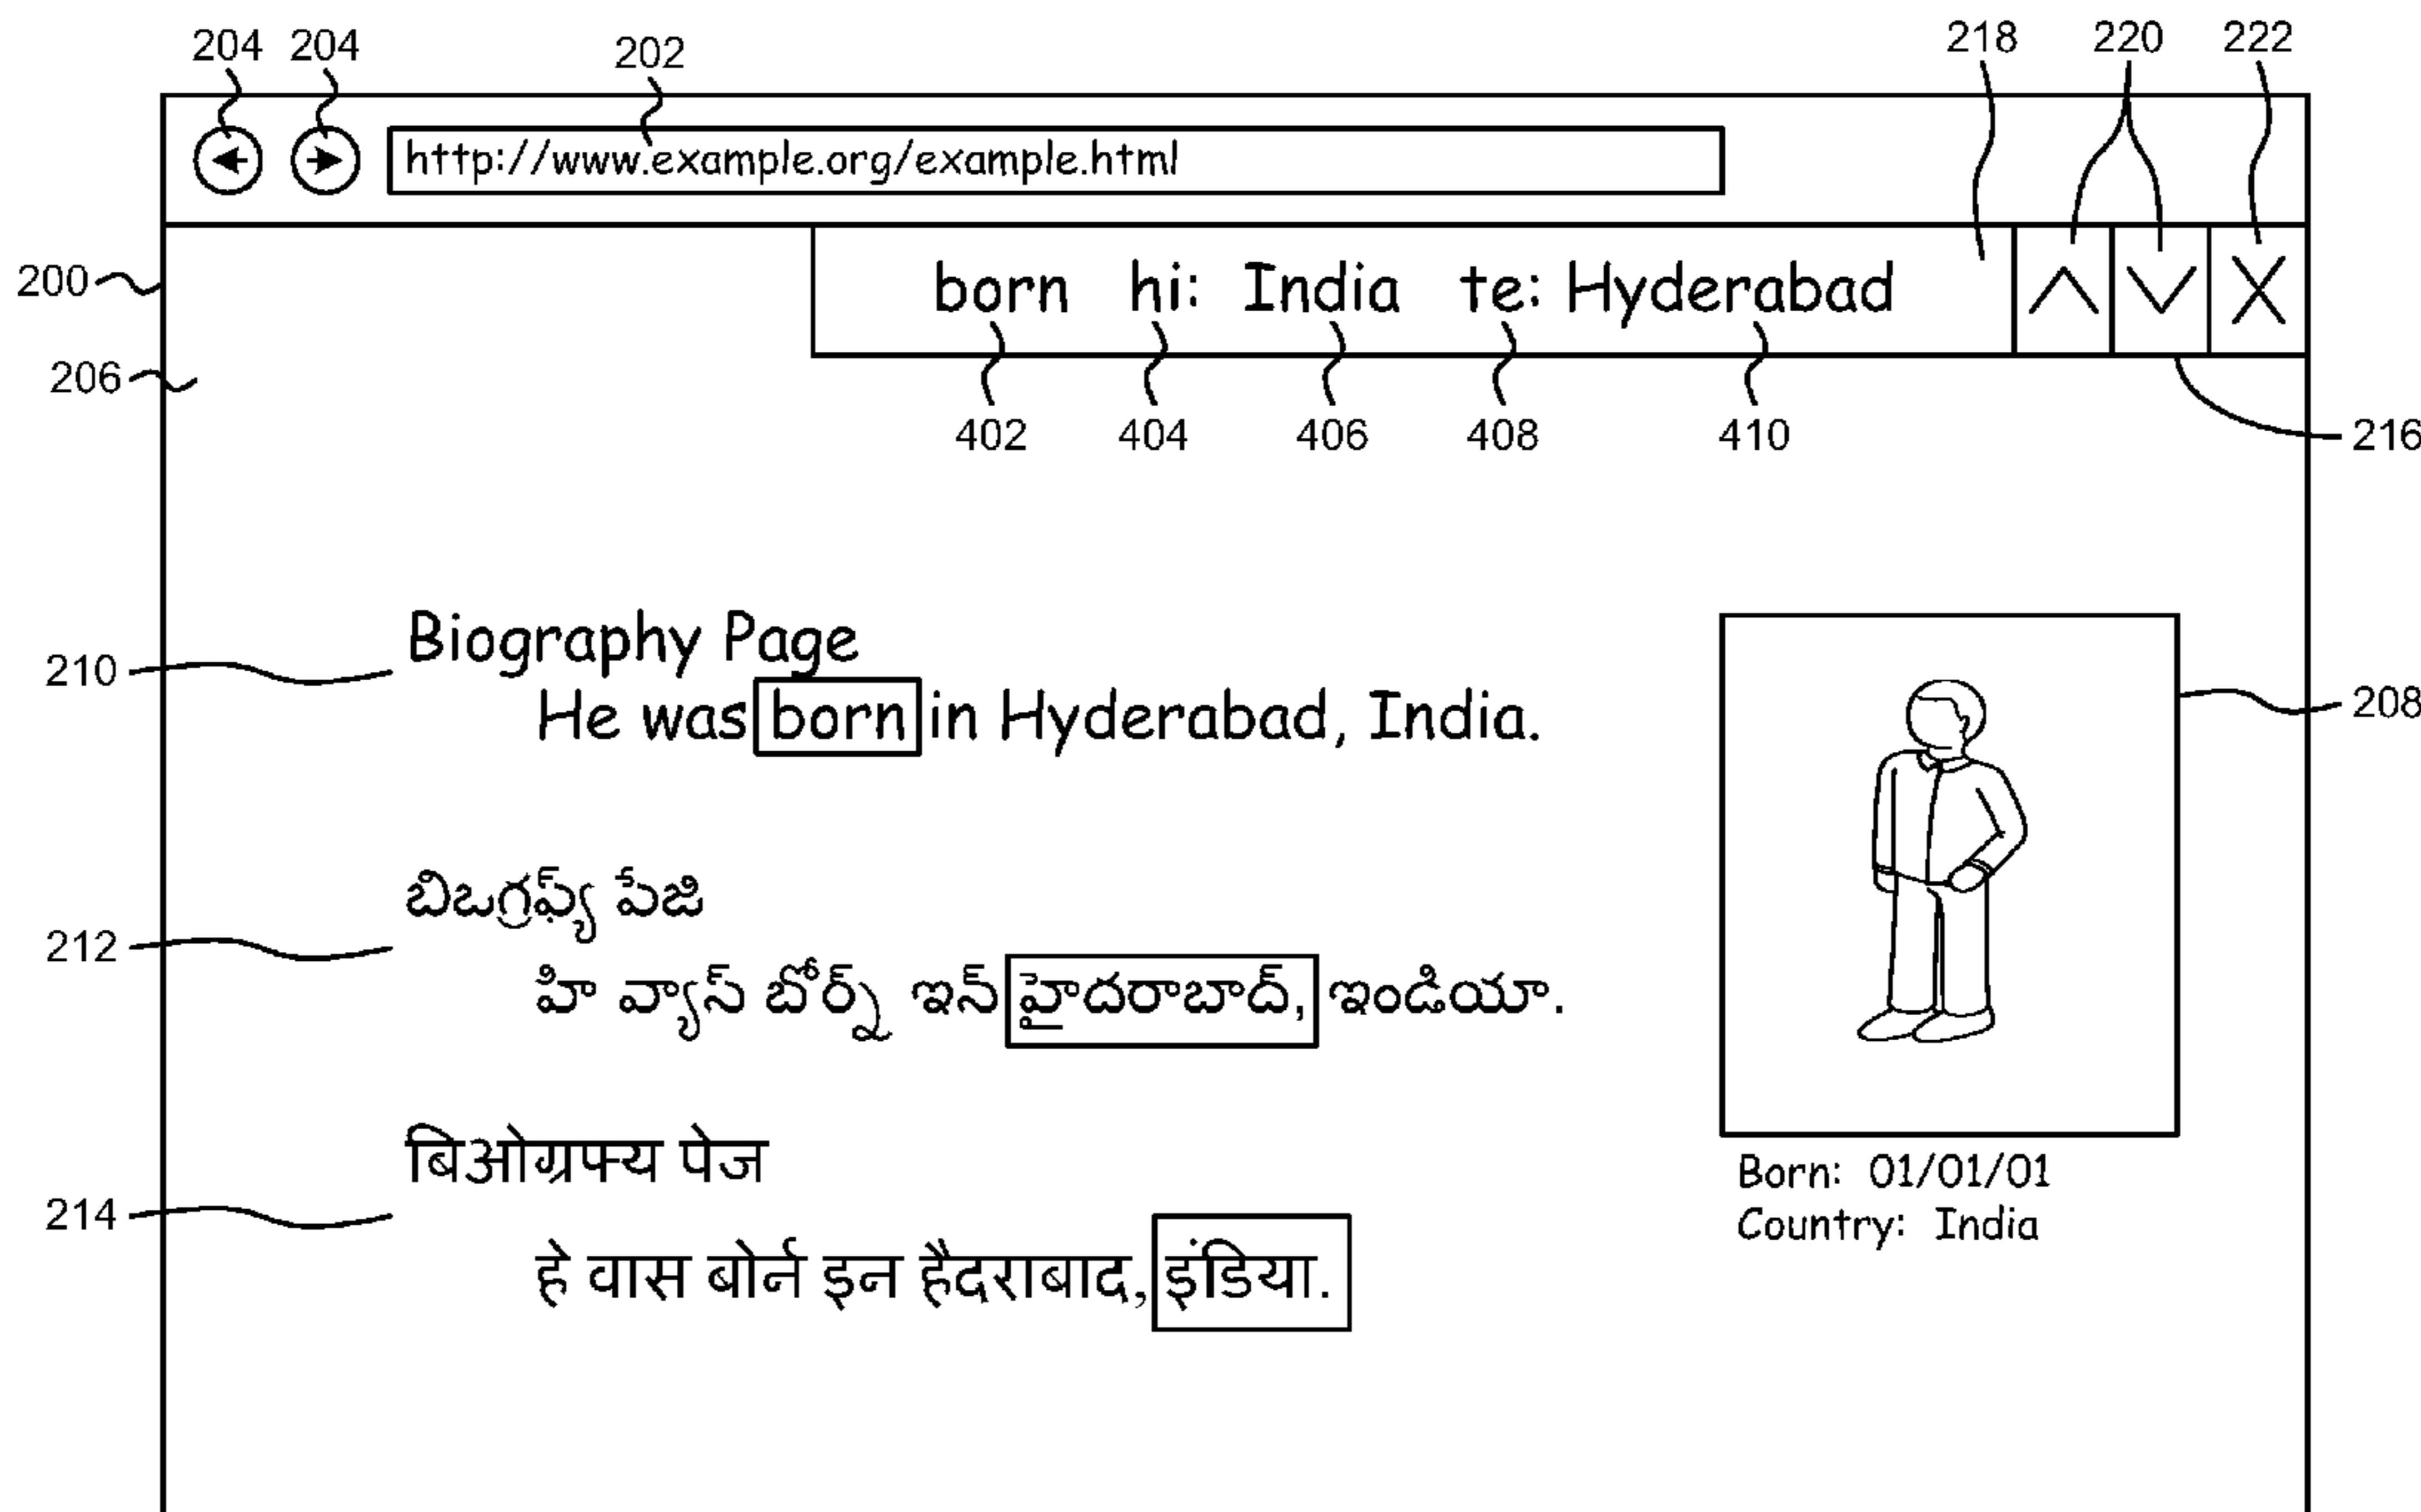 204 204 202 218 220 222
http://www.example.org/example.html
200
born hi: India te: Hyderabad
206
402 404 406 408 410
216
Biography Page
210
He was born in Hyderabad, India.
208
బిఒగ్రఫ్య్ పేజి
212
హి వ్యాస్ బోర్న్ ఇన్ హైదరాబాద్, ఇండియా.
बिओग्रफ्य पेज
Born: 01/01/01
214
Country: India
हे वास बोर्न इन हैदराबाद, इंडिया.